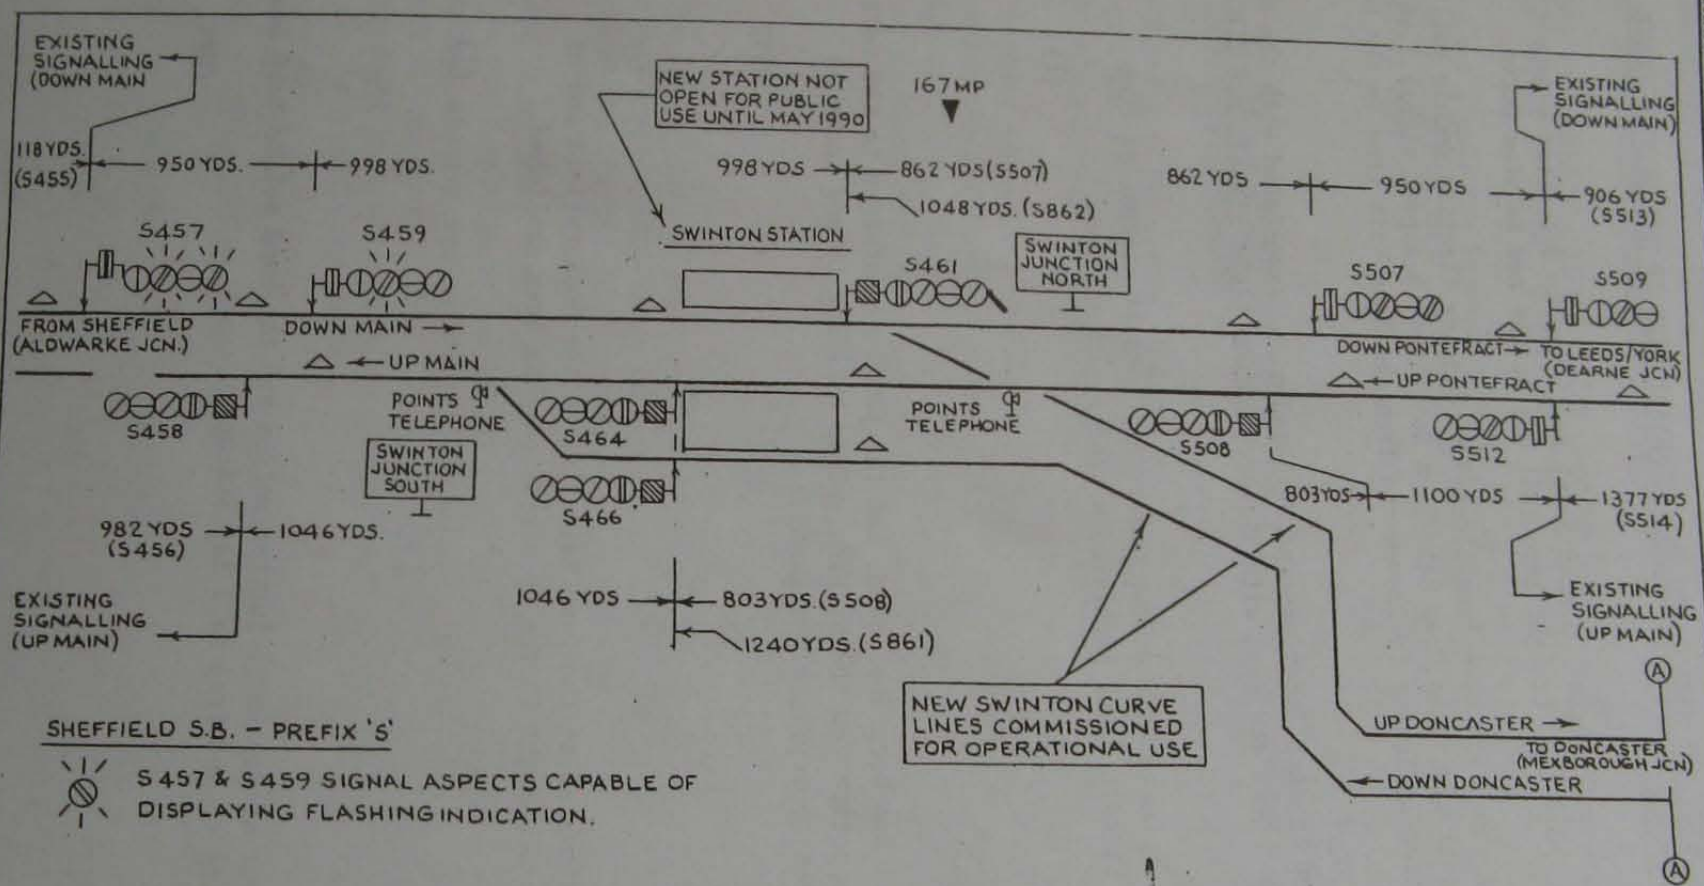 EXISTING
SIGNALLING
(DOWN MAIN
118 YDS.
(S455)
950 YDS.
998 YDS.
NEW STATION NOT
OPEN FOR PUBLIC
USE UNTIL MAY 1990
167 MP
998 YDS
862 YDS (S507)
1048 YDS. (S862)
862 YDS
950 YDS
EXISTING
SIGNALLING
(DOWN MAIN)
906 YDS
(S513)
S457
S459
SWINTON STATION
S461
SWINTON
JUNCTION
NORTH
S507
S509
FROM SHEFFIELD
(ALDWARKE JCN.)
DOWN MAIN
UP MAIN
DOWN PONTEFRACT
TO LEEDS/YORK
(DEARNE JCN)
UP PONTEFRACT
S458
POINTS
TELEPHONE
S464
POINTS
TELEPHONE
S508
S512
SWINTON
JUNCTION
SOUTH
S466
982 YDS
(S456)
1046 YDS.
803 YDS
1100 YDS
1377 YDS
(S514)
EXISTING
SIGNALLING
(UP MAIN)
1046 YDS
803 YDS. (S508)
1240 YDS. (S861)
EXISTING
SIGNALLING
(UP MAIN)
NEW SWINTON CURVE
LINES COMMISSIONED
FOR OPERATIONAL USE
A
UP DONCASTER
TO DONCASTER
(MEXBOROUGH JCN)
DOWN DONCASTER
A
SHEFFIELD S.B. - PREFIX 'S'
S457 & S459 SIGNAL ASPECTS CAPABLE OF
DISPLAYING FLASHING INDICATION.